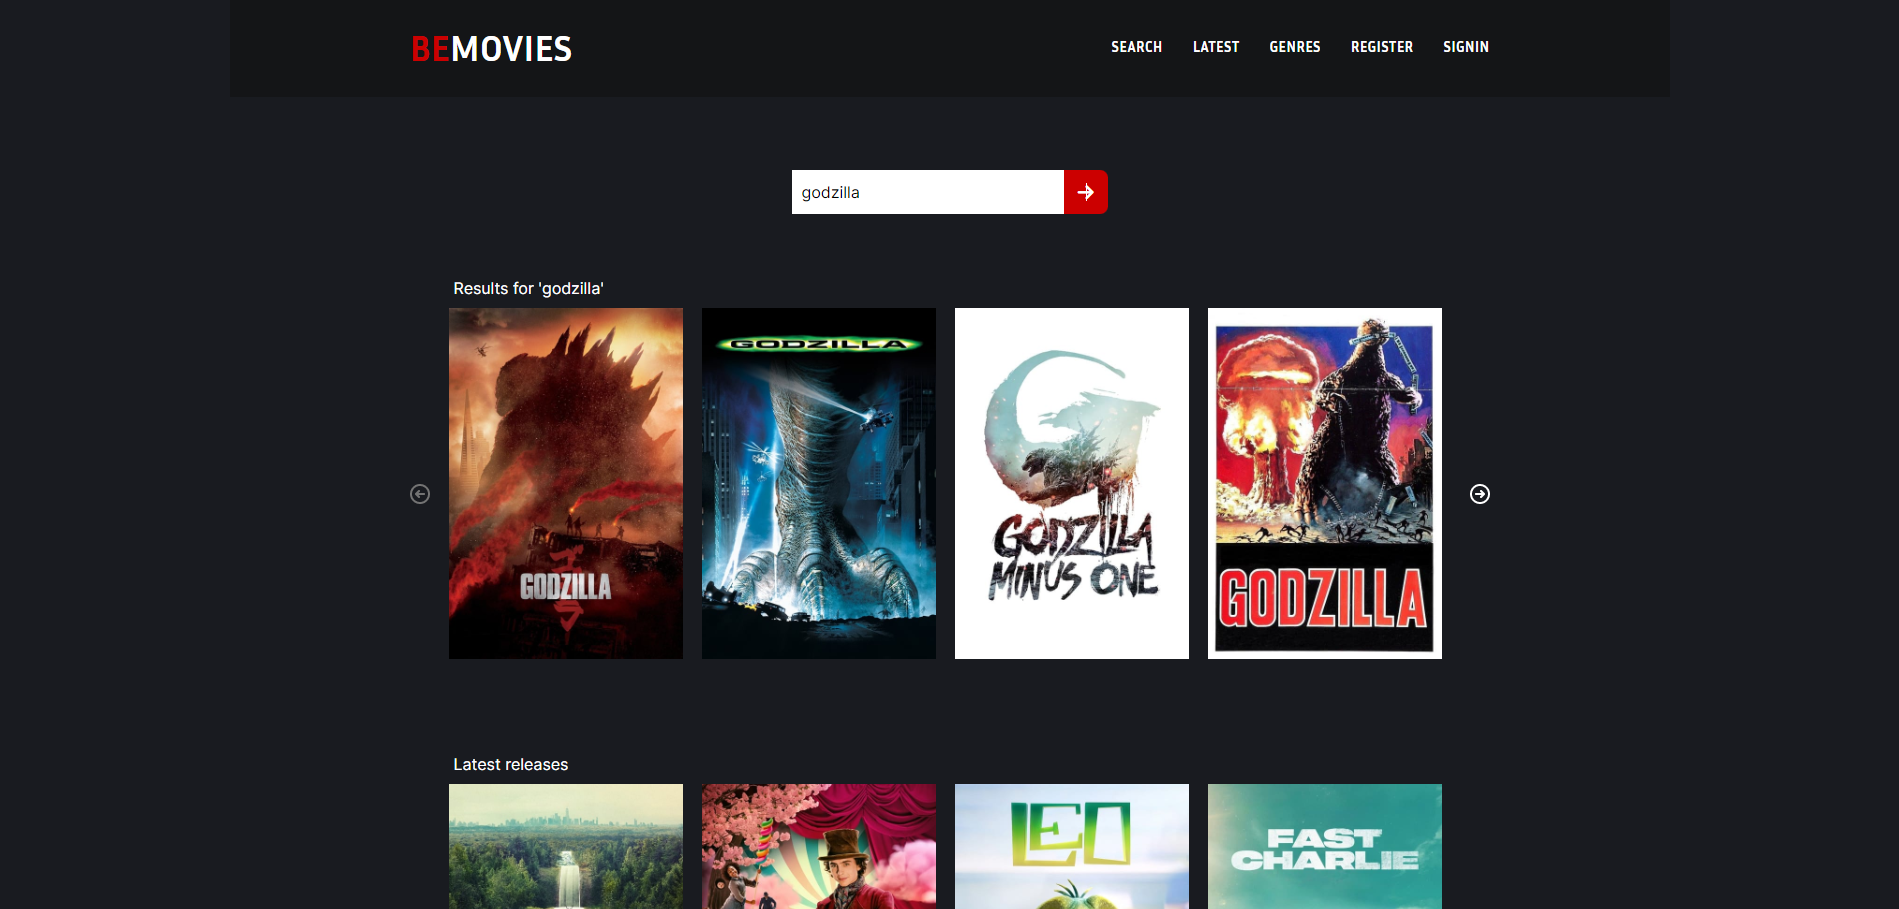 BEMOVIES
SEARCH LATEST GENRES REGISTER SIGNIN
godzilla
Results for 'godzilla'
GODZILLA
GODZILLA
GODZILLA
MINUS ONE
GODZILLA
Latest releases
LEO
FAST
CHARLIE